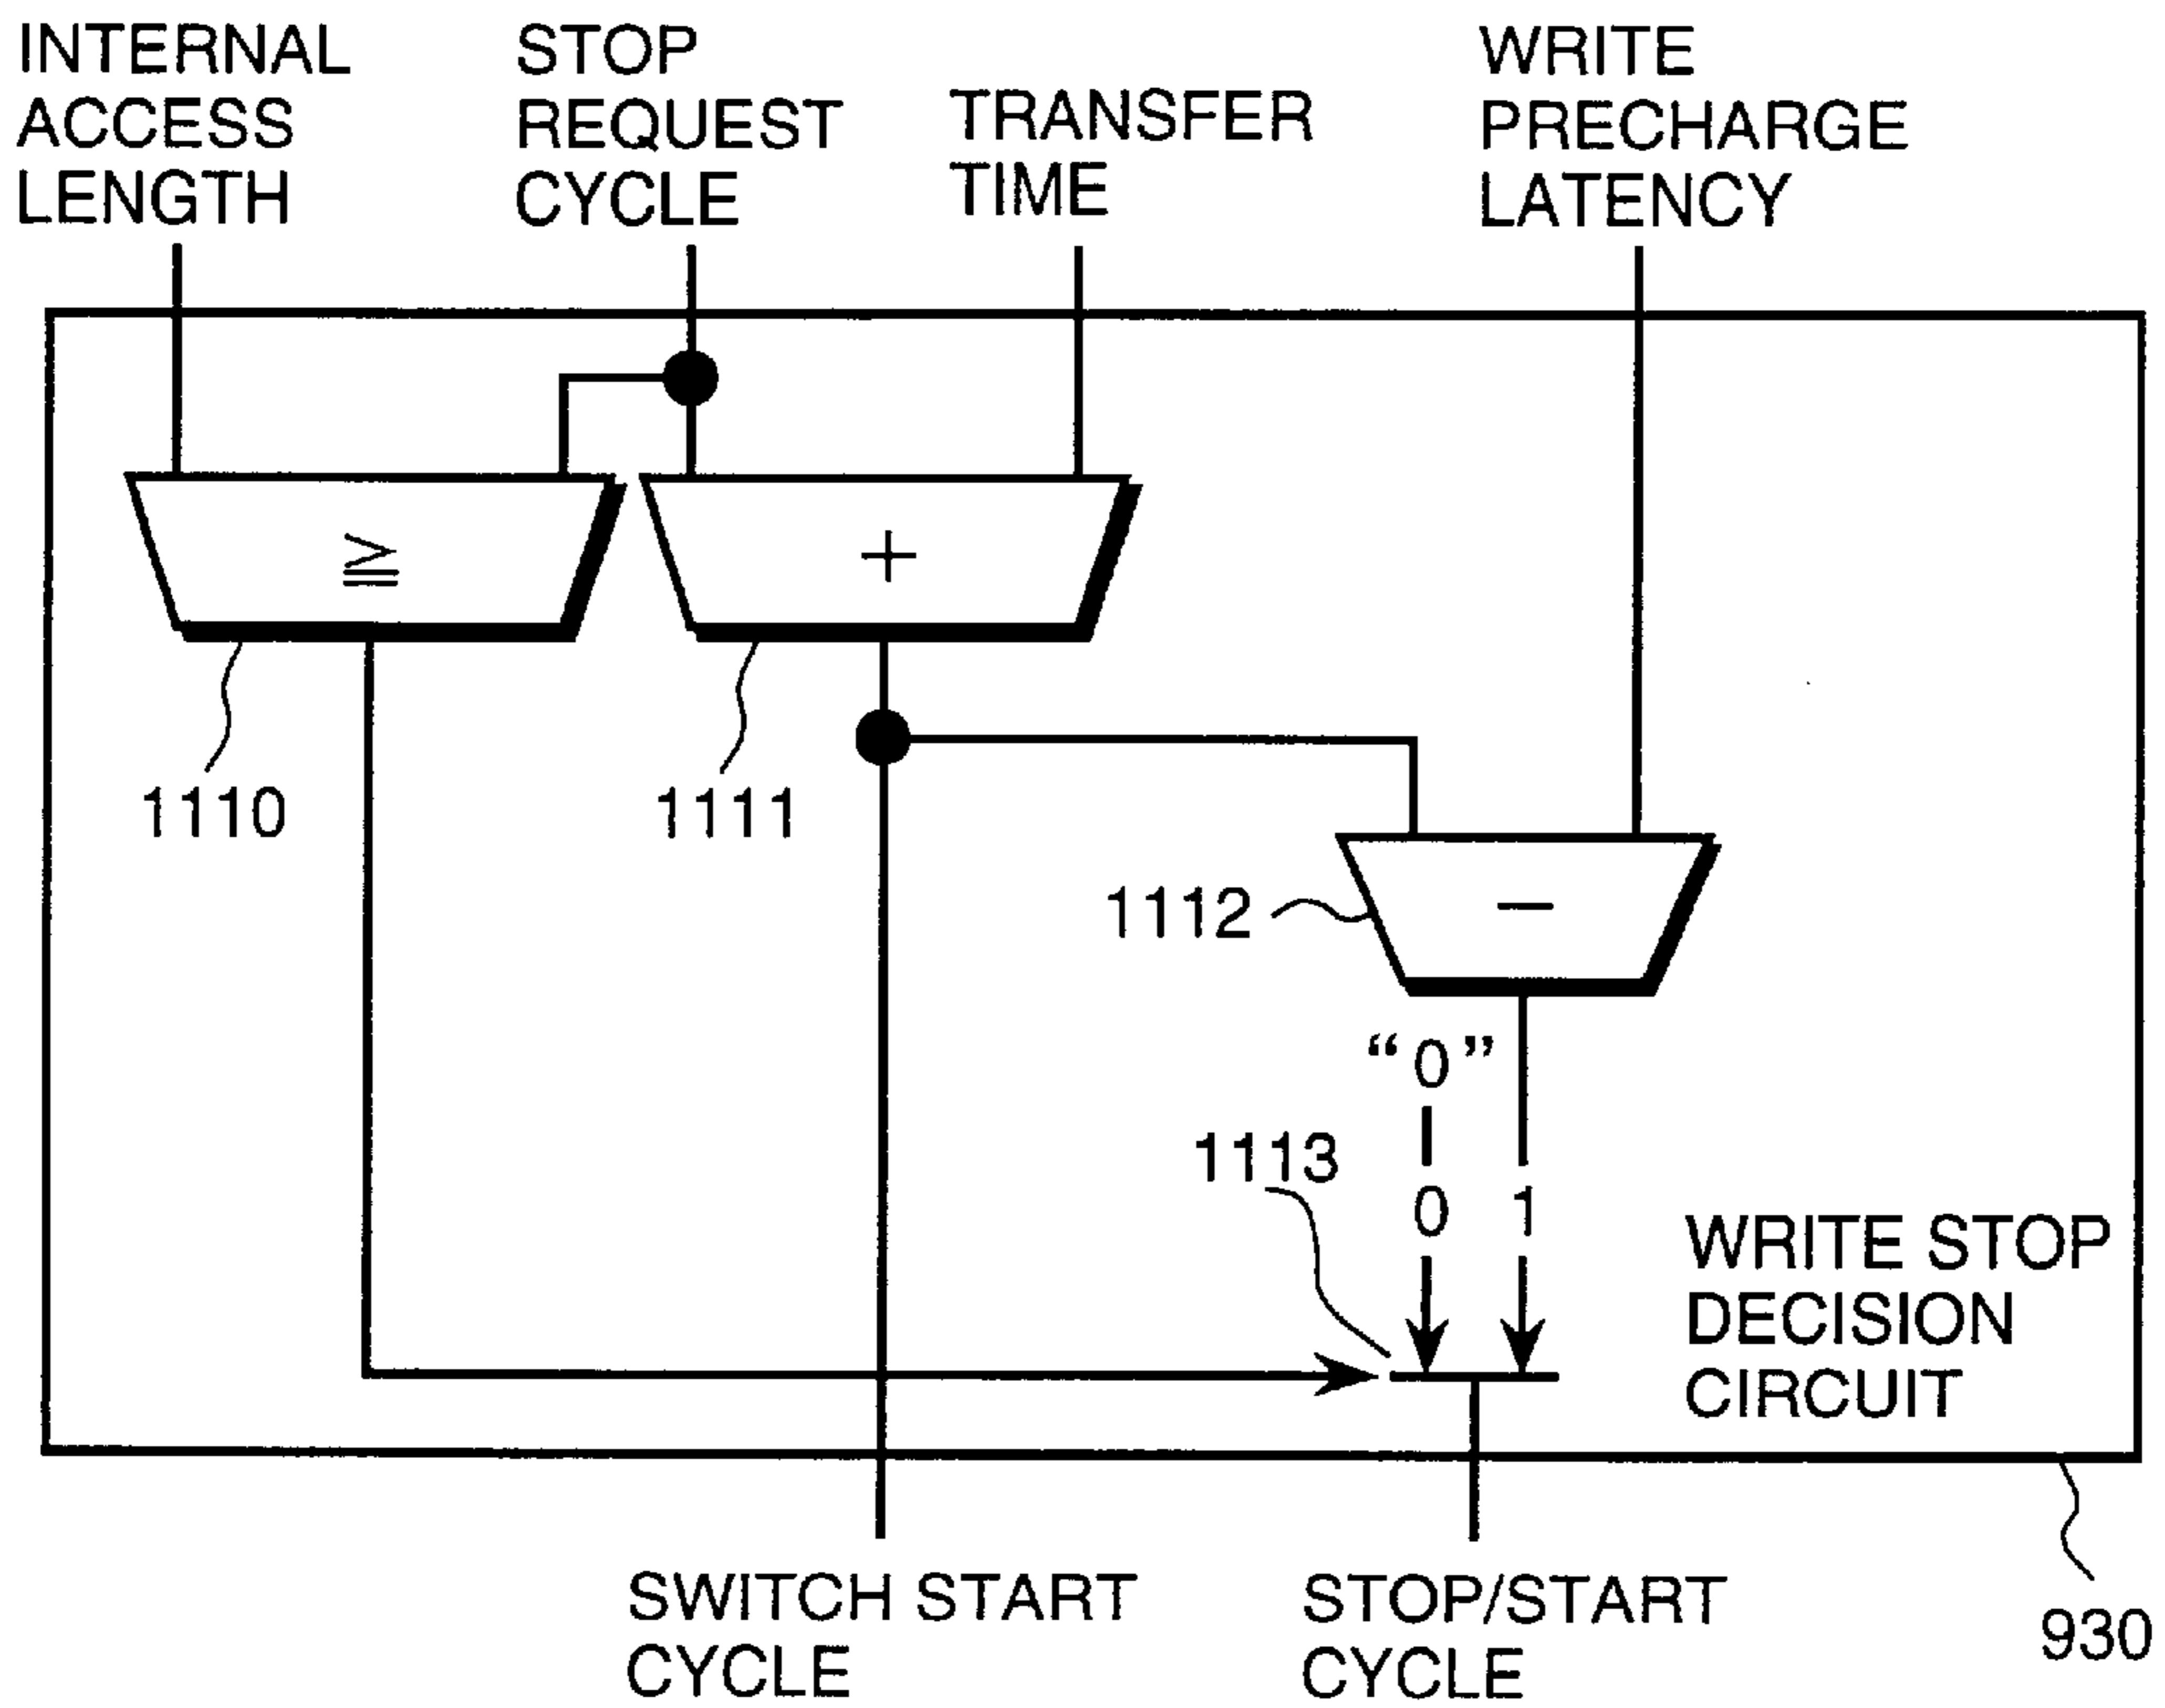 INTERNAL
ACCESS
LENGTH
STOP
REQUEST
CYCLE
TRANSFER
TIME
WRITE
PRECHARGE
LATENCY
≧
+
1110
1111
1112
−
“0”
1113
0 1
WRITE STOP
DECISION
CIRCUIT
SWITCH START
CYCLE
STOP/START
CYCLE
930